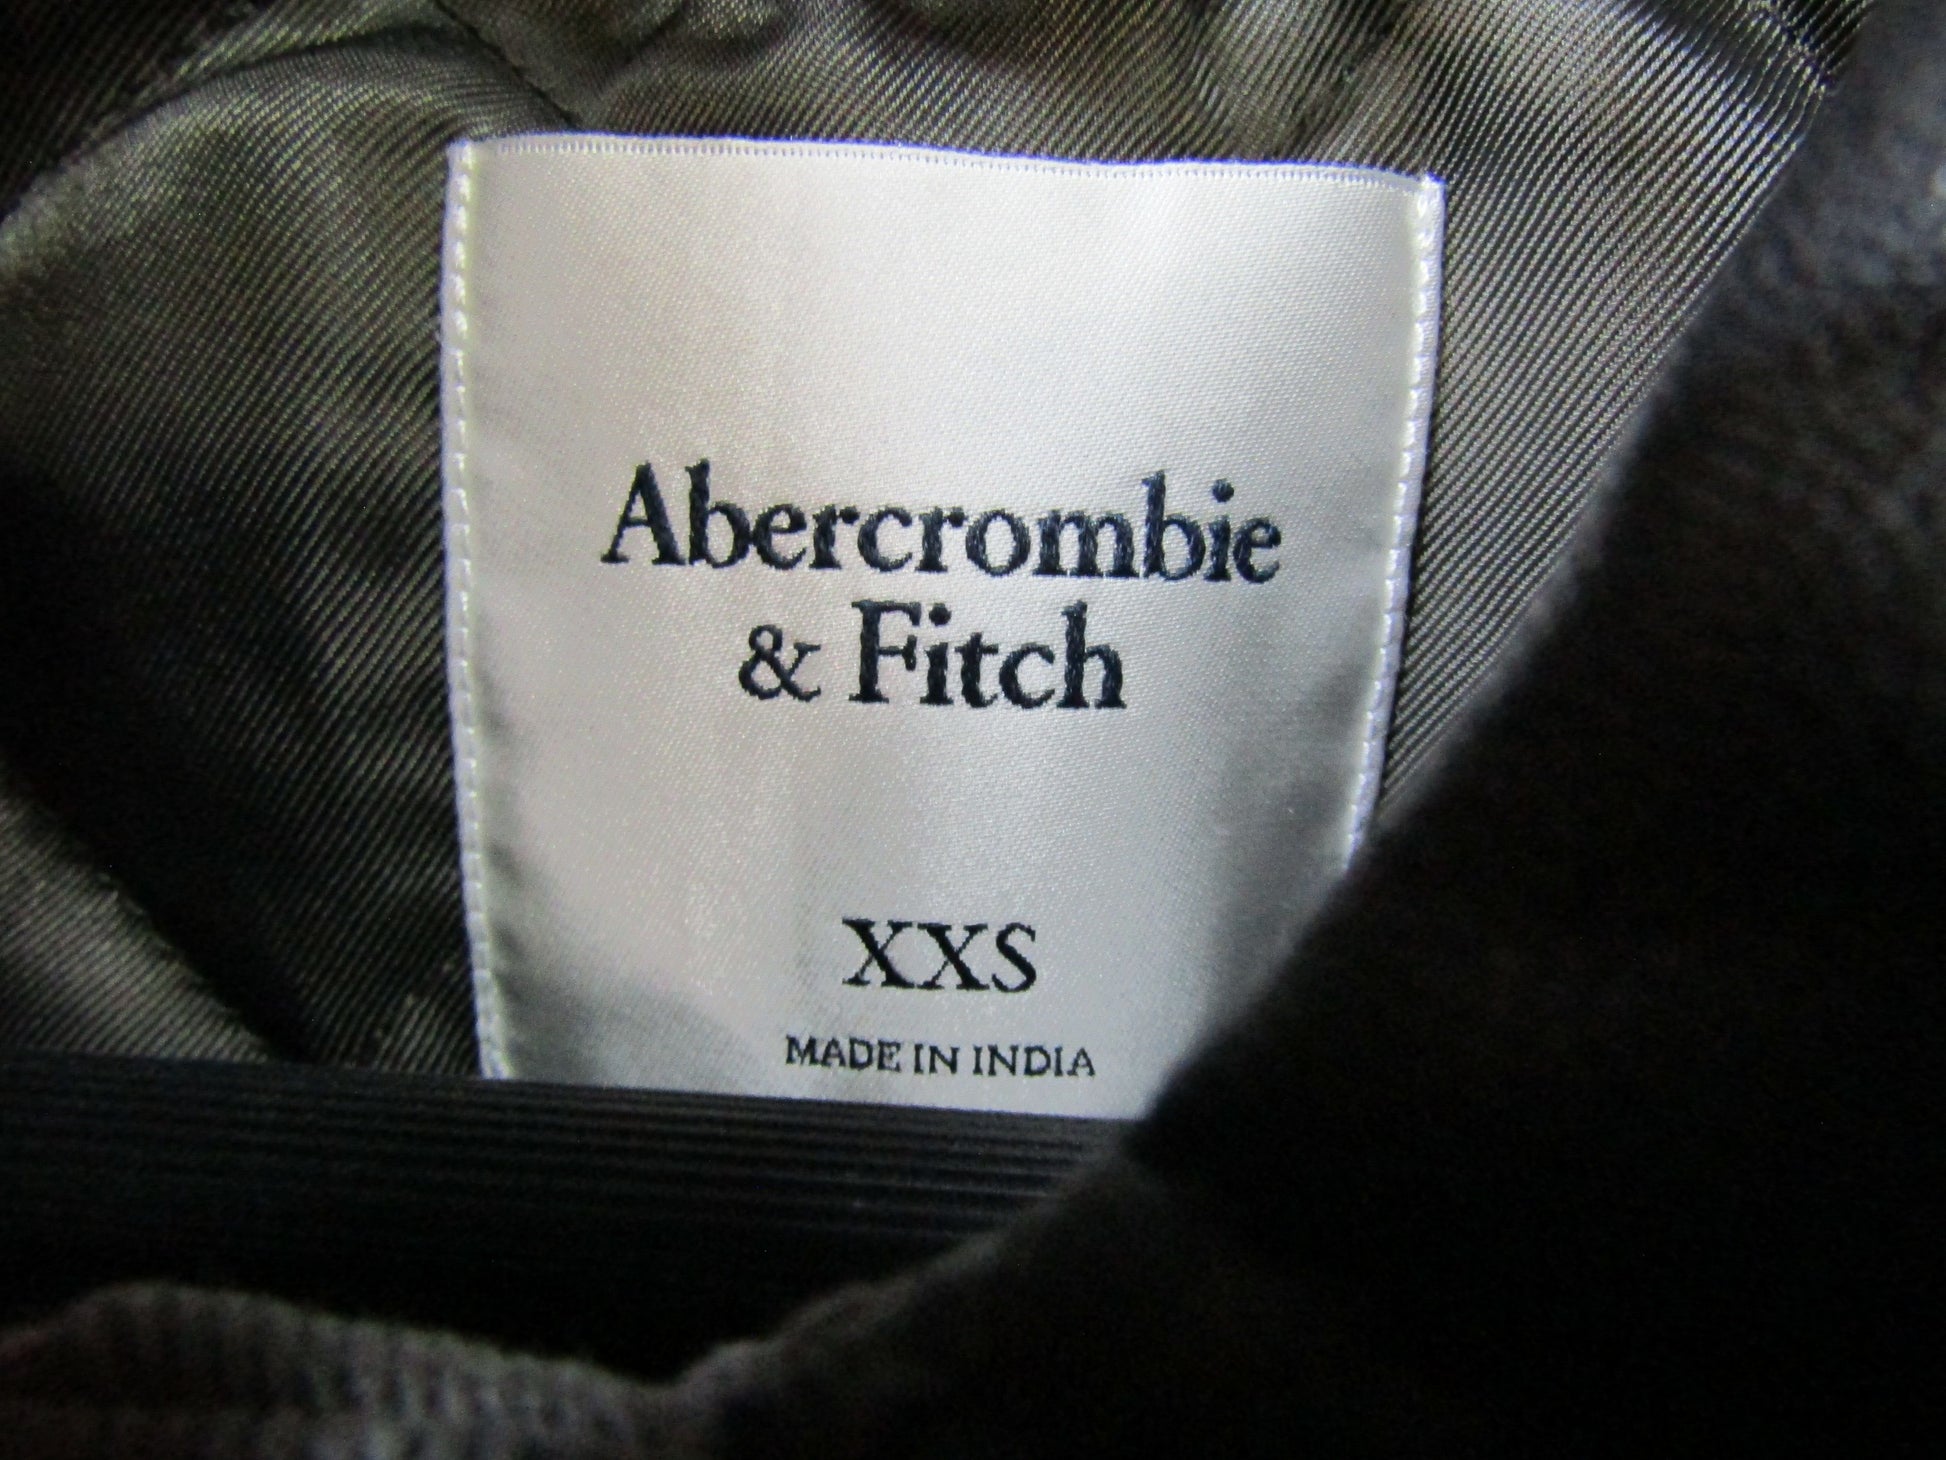 Abercrombie
& Fitch
XXS
MADE IN INDIA